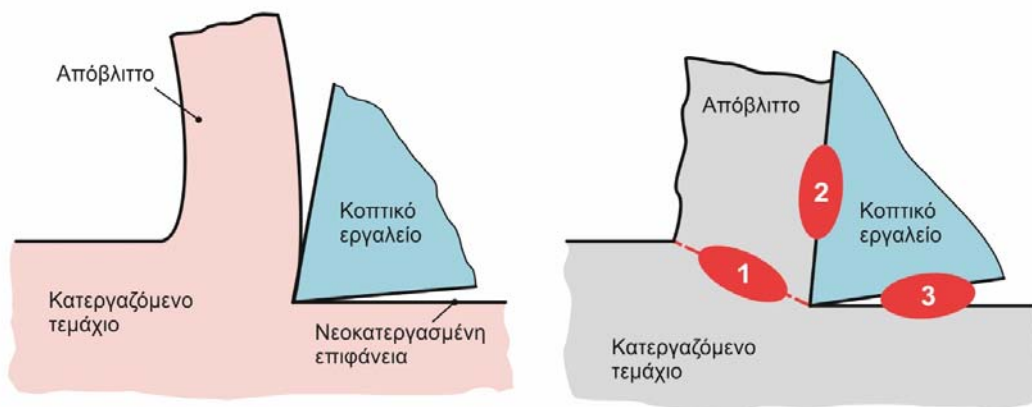 Απόβλιττο
Κοπτικό
εργαλείο
Κατεργαζόμενο
τεμάχιο
Νεοκατεργασμένη
επιφάνεια
Απόβλιττο
2
Κοπτικό
εργαλείο
1
3
Κατεργαζόμενο
τεμάχιο